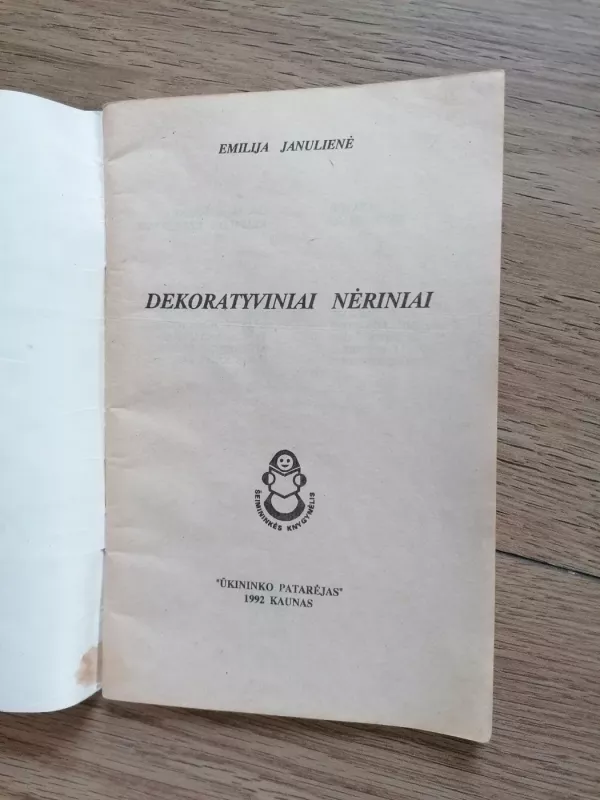 EMILIJA JANULIENĖ
DEKORATYVINIAI NĖRINIAI
ŠEIMININKĖS KNYGYNĖLIS
"ŪKININKO PATARĖJAS"
1992 KAUNAS